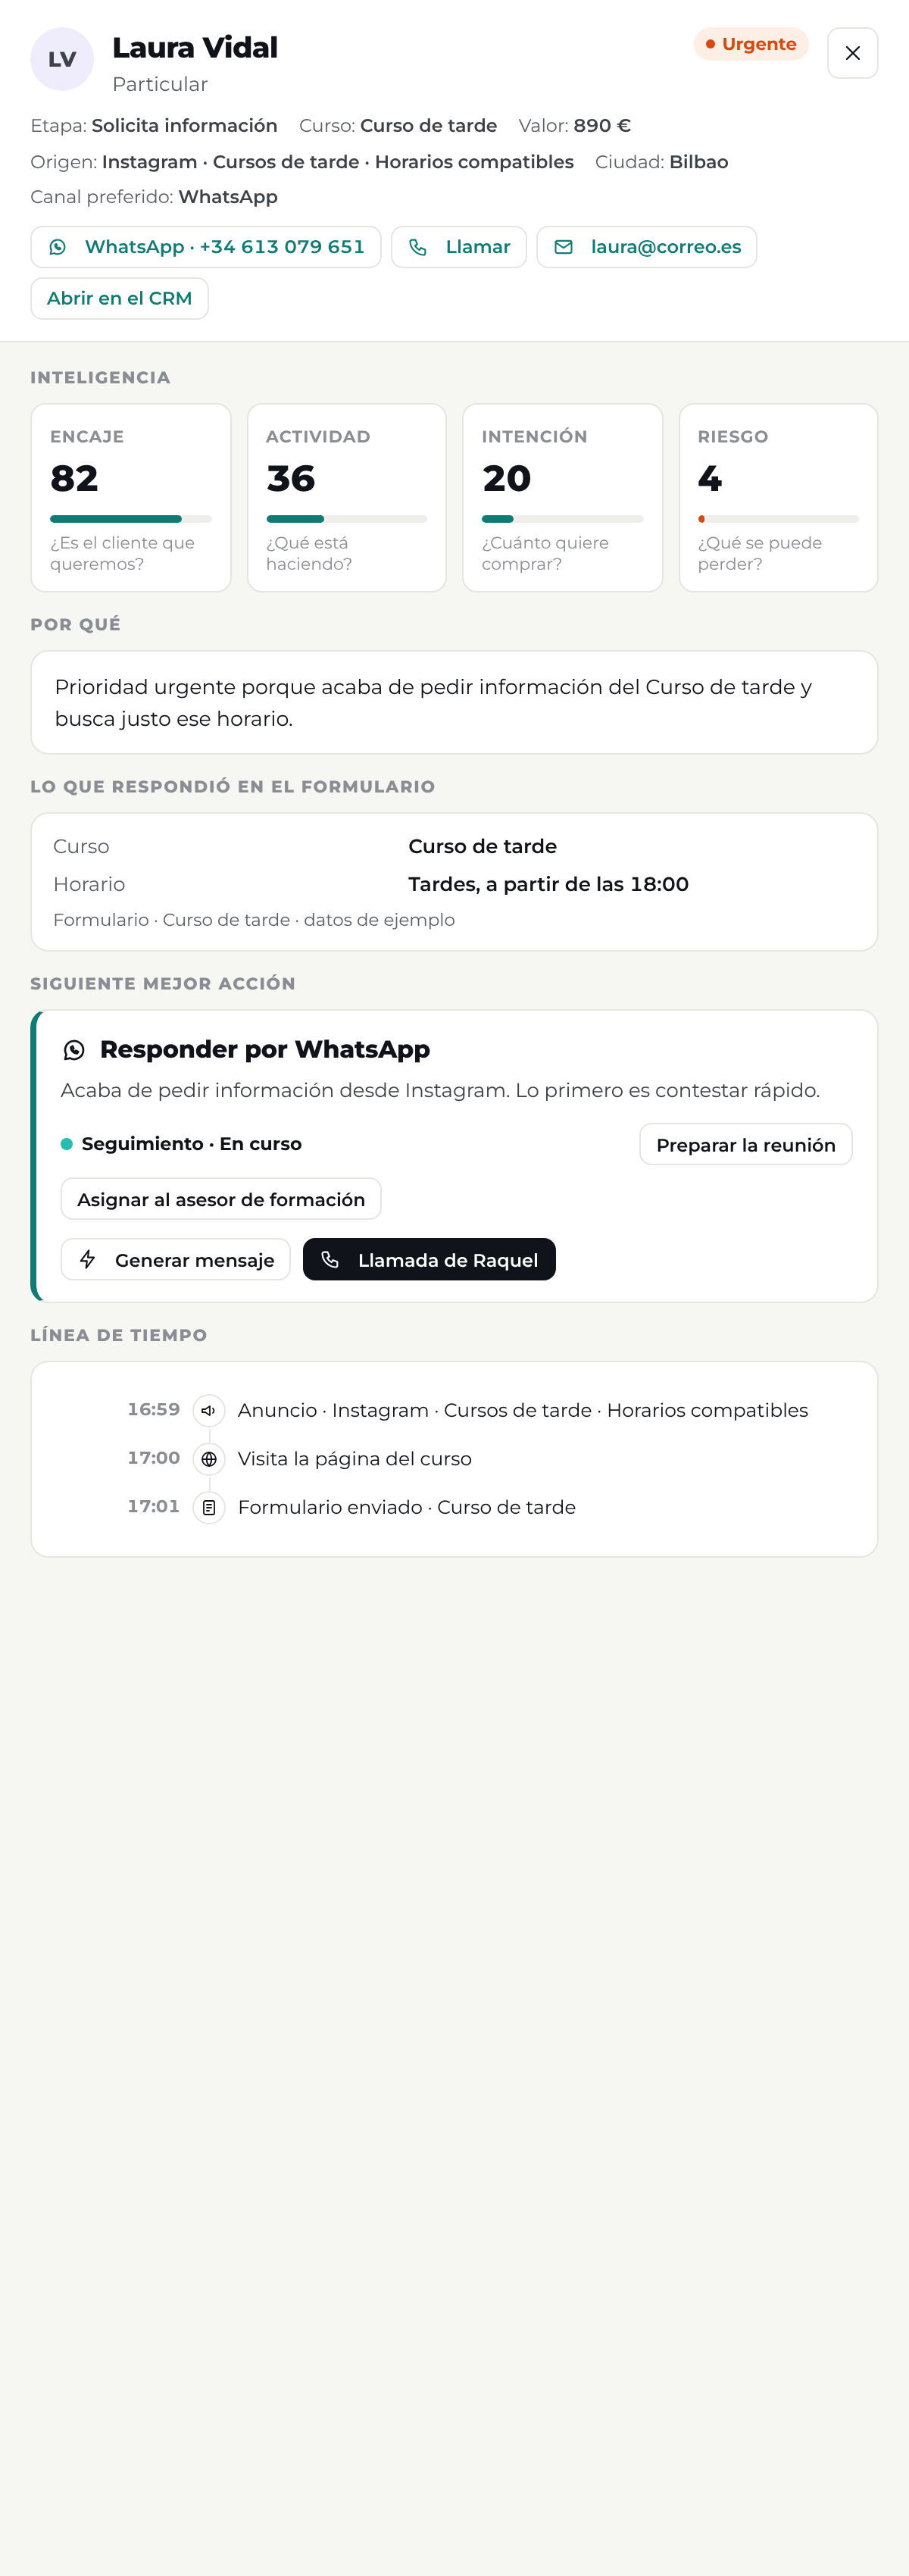 LV
Laura Vidal
Particular
Urgente
Etapa: Solicita información Curso: Curso de tarde Valor: 890 €
Origen: Instagram · Cursos de tarde · Horarios compatibles Ciudad: Bilbao
Canal preferido: WhatsApp
WhatsApp · +34 613 079 651 Llamar laura@correo.es
Abrir en el CRM
INTELIGENCIA
ENCAJE
82
¿Es el cliente que
queremos?
ACTIVIDAD
36
¿Qué está
haciendo?
INTENCIÓN
20
¿Cuánto quiere
comprar?
RIESGO
4
¿Qué se puede
perder?
POR QUÉ
Prioridad urgente porque acaba de pedir información del Curso de tarde y
busca justo ese horario.
LO QUE RESPONDIÓ EN EL FORMULARIO
Curso Curso de tarde
Horario Tardes, a partir de las 18:00
Formulario · Curso de tarde · datos de ejemplo
SIGUIENTE MEJOR ACCIÓN
Responder por WhatsApp
Acaba de pedir información desde Instagram. Lo primero es contestar rápido.
Seguimiento · En curso Preparar la reunión
Asignar al asesor de formación
Generar mensaje Llamada de Raquel
LÍNEA DE TIEMPO
16:59 Anuncio · Instagram · Cursos de tarde · Horarios compatibles
17:00 Visita la página del curso
17:01 Formulario enviado · Curso de tarde